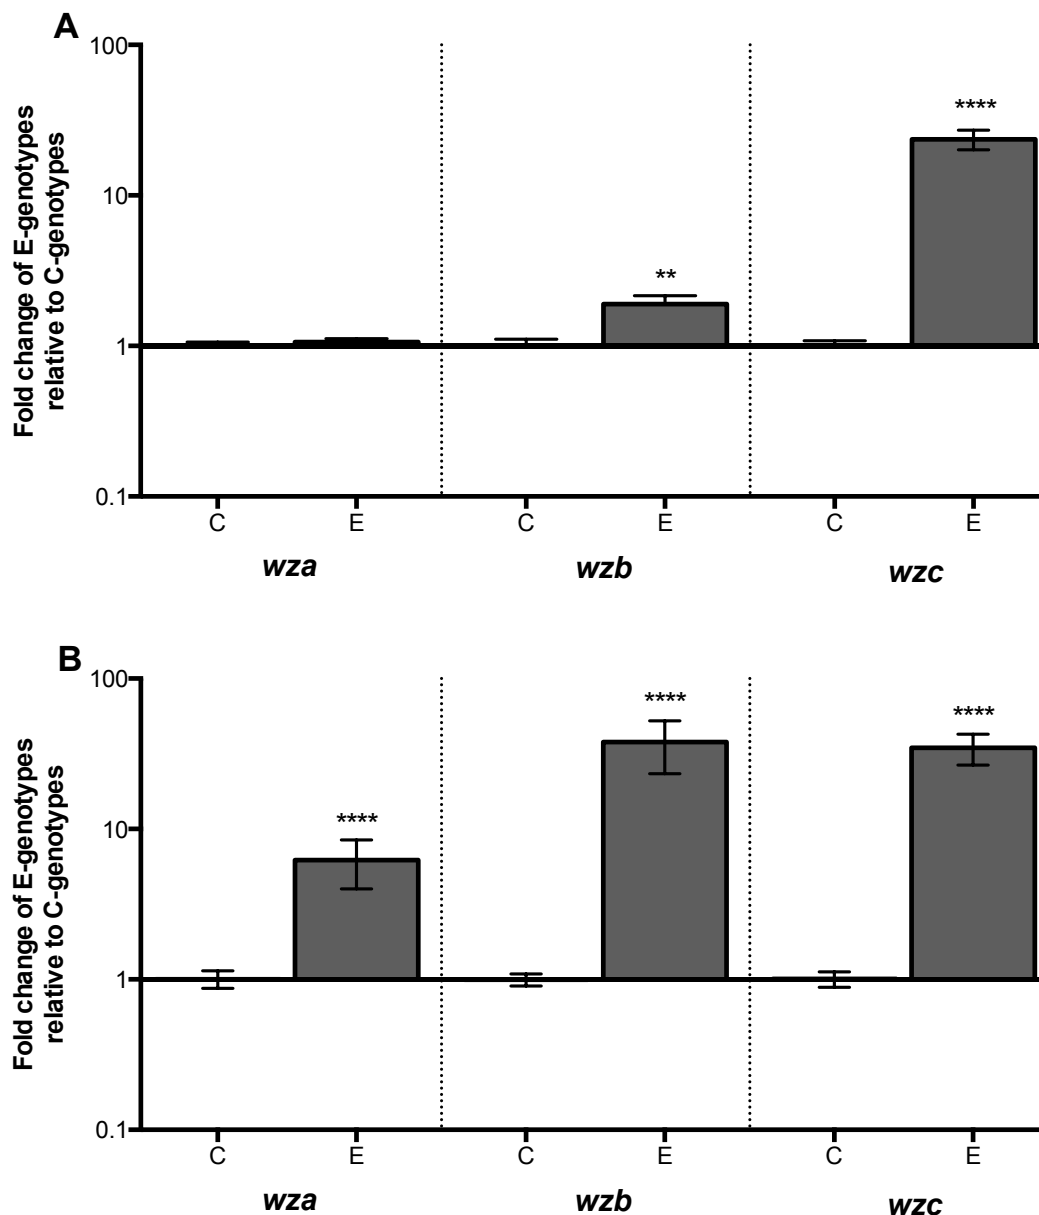 A
Fold change of E-genotypes
relative to C-genotypes
100
10
1
0.1
**
****
C E C E C E
wza wzb wzc
B
Fold change of E-genotypes
relative to C-genotypes
100
10
1
0.1
****
****
****
C E C E C E
wza wzb wzc